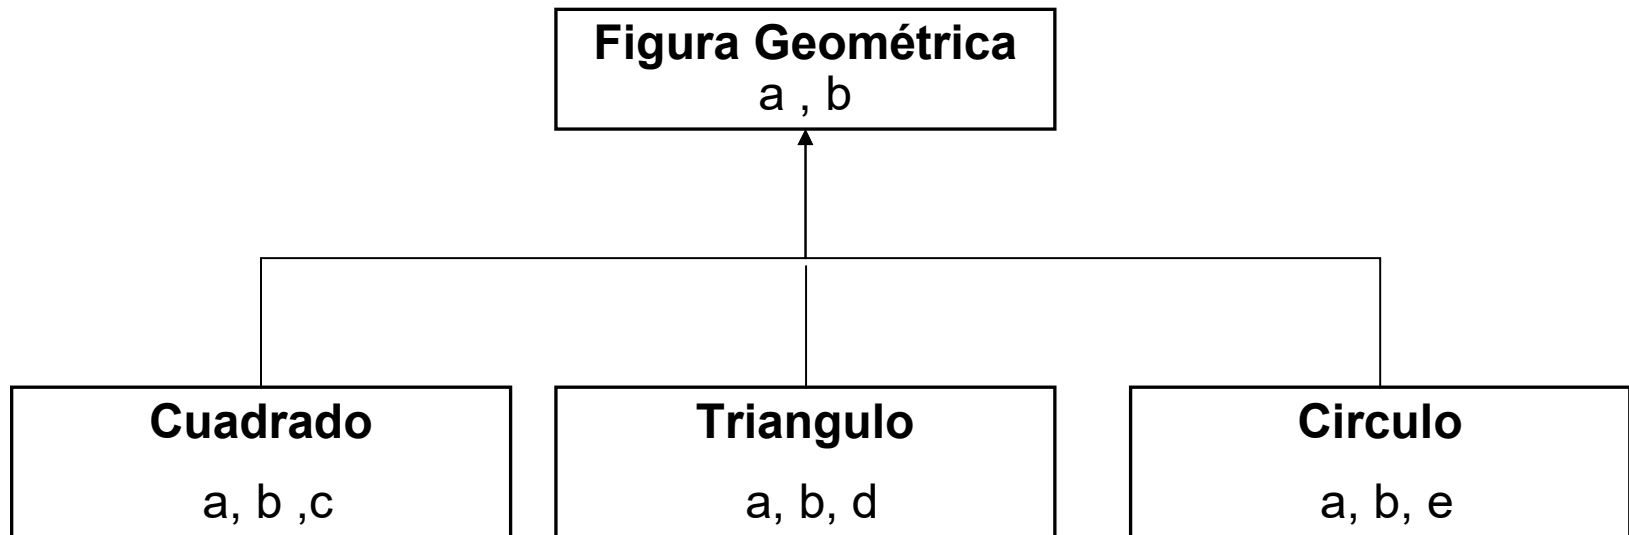 Figura Geométrica
a , b
Cuadrado
a, b ,c
Triangulo
a, b, d
Circulo
a, b, e